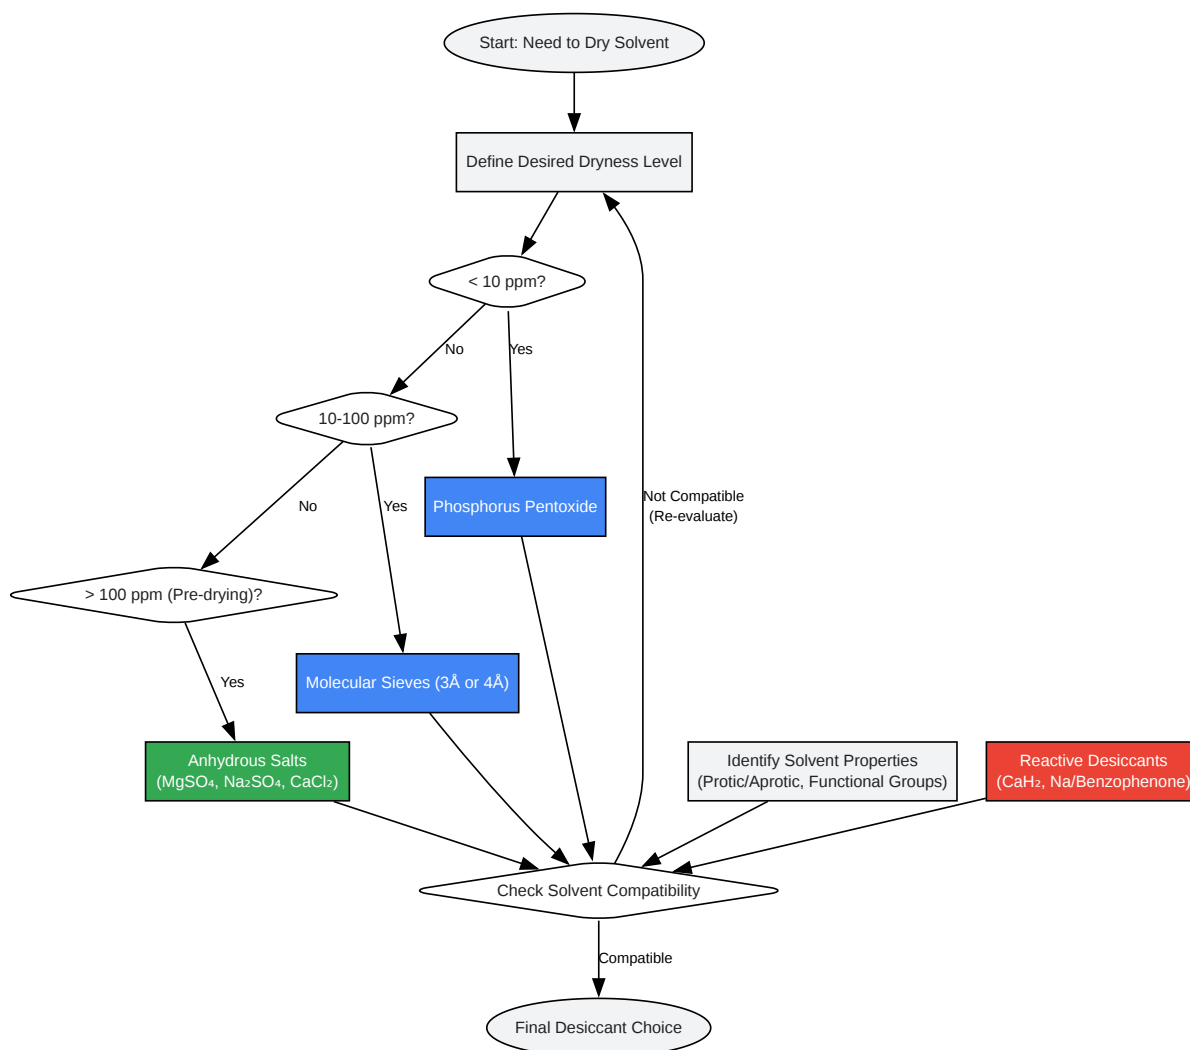 Start: Need to Dry Solvent
Define Desired Dryness Level
< 10 ppm?
No
Yes
10-100 ppm?
No
Yes
Phosphorus Pentoxide
Not Compatible
(Re-evaluate)
> 100 ppm (Pre-drying)?
Yes
Molecular Sieves (3Å or 4Å)
Anhydrous Salts
(MgSO₄, Na₂SO₄, CaCl₂)
Identify Solvent Properties
(Protic/Aprotic, Functional Groups)
Reactive Desiccants
(CaH₂, Na/Benzophenone)
Check Solvent Compatibility
Compatible
Final Desiccant Choice